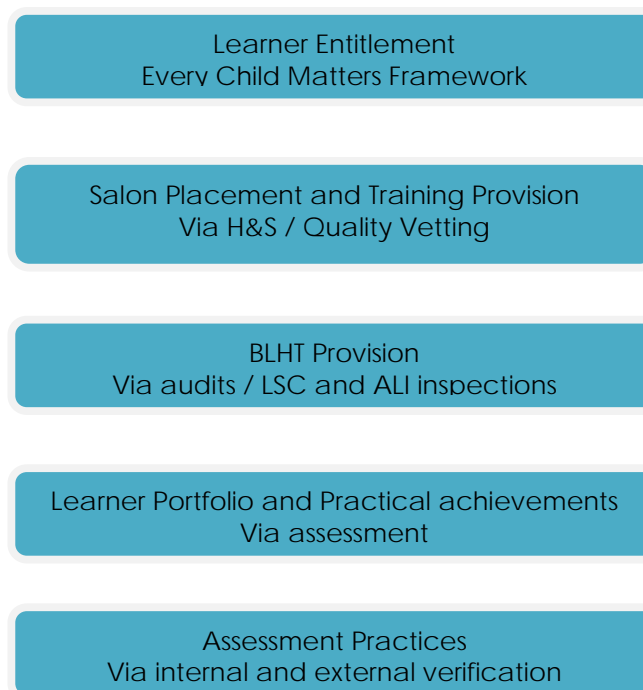 Learner Entitlement
Every Child Matters Framework
Salon Placement and Training Provision
Via H&S / Quality Vetting
BLHT Provision
Via audits / LSC and ALI inspections
Learner Portfolio and Practical achievements
Via assessment
Assessment Practices
Via internal and external verification